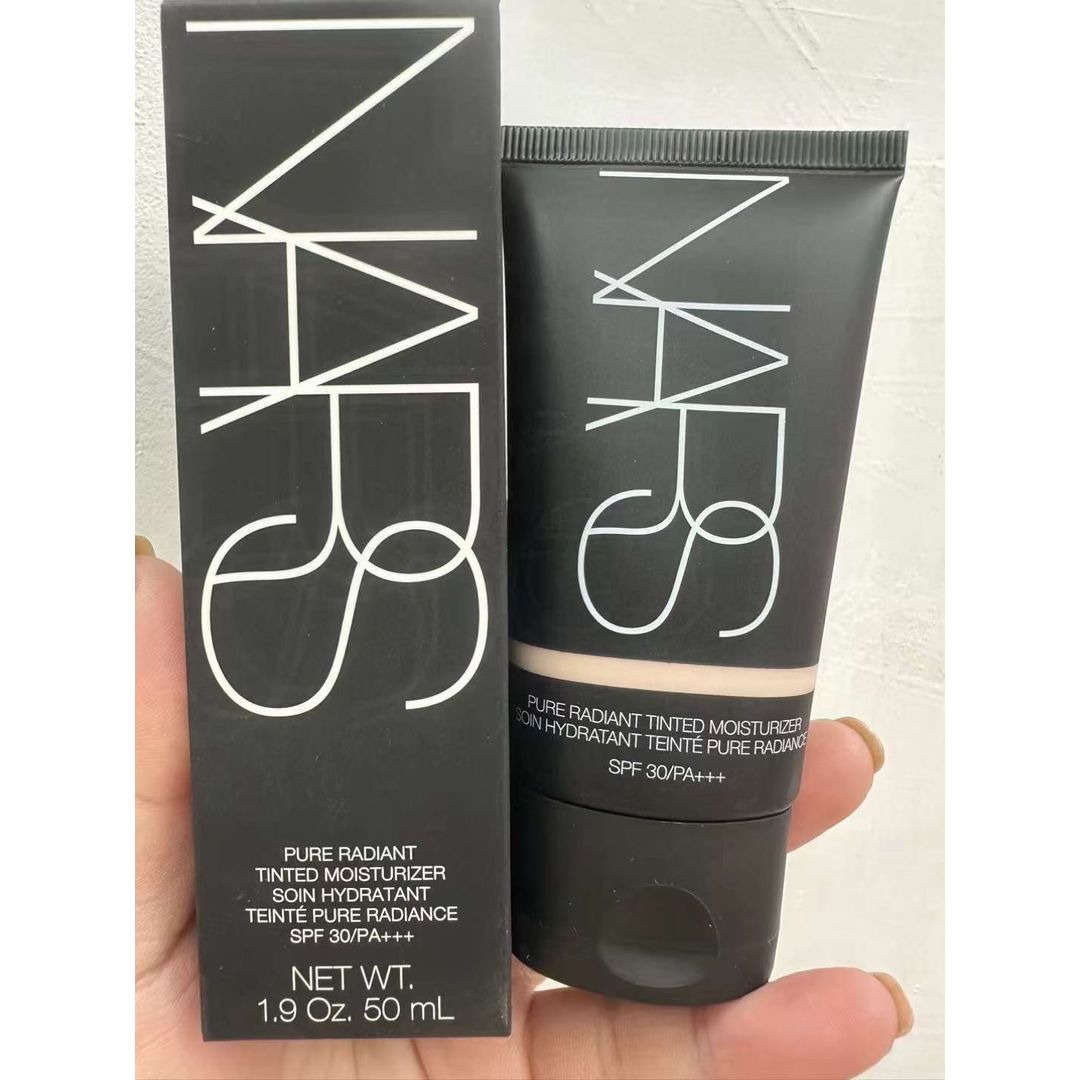 NARS
PURE RADIANT
TINTED MOISTURIZER
SOIN HYDRATANT
TEINTÉ PURE RADIANCE
SPF 30/PA+++
NET WT.
1.9 Oz. 50 mL
NARS
PURE RADIANT TINTED MOISTURIZER
SOIN HYDRATANT TEINTÉ PURE RADIANCE
SPF 30/PA+++